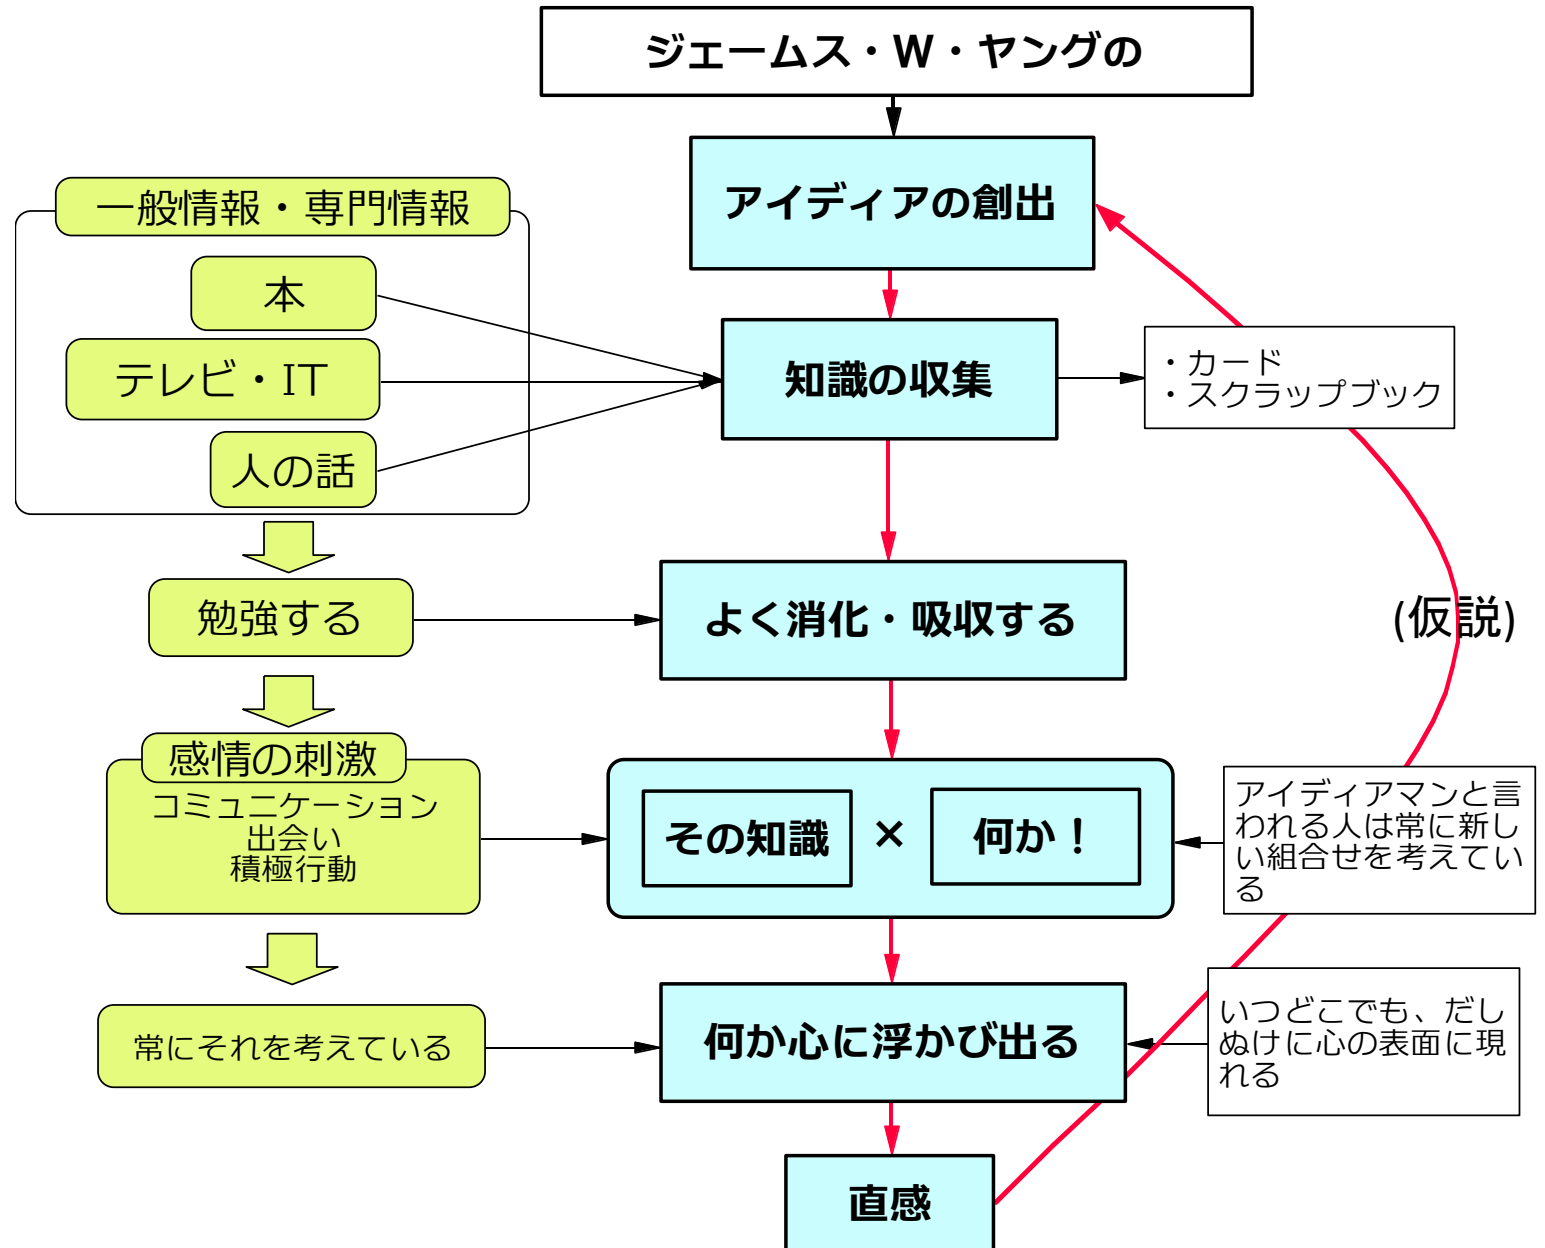 ジェームス・W・ヤングの
アイディアの創出
一般情報・専門情報
本
テレビ・IT
人の話
知識の収集
・カード
・スクラップブック
勉強する
よく消化・吸収する
(仮説)
感情の刺激
コミュニケーション
出会い
積極行動
その知識
×
何か！
アイディアマンと言
われる人は常に新し
い組合せを考えてい
る
常にそれを考えている
何か心に浮かび出る
いつどこでも、だし
ぬけに心の表面に現
れる
直感